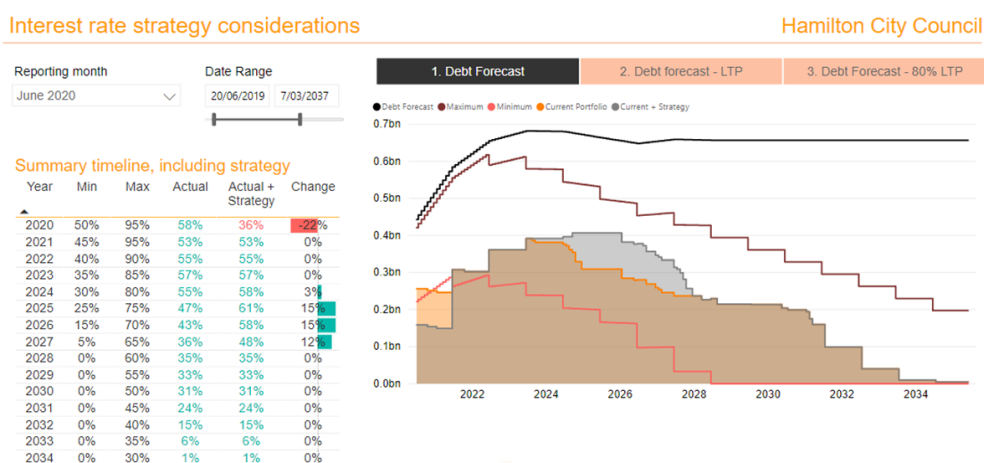 Interest rate strategy considerations
Hamilton City Council
Reporting month
Date Range
June 2020
20/06/2019 7/03/2037
1. Debt Forecast 2. Debt forecast - LTP 3. Debt Forecast - 80% LTP
Debt Forecast Maximum Minimum Current Portfolio Current + Strategy
0.7bn
0.6bn
0.5bn
0.4bn
0.3bn
0.2bn
0.1bn
0.0bn
2022 2024 2026 2028 2030 2032 2034
Summary timeline, including strategy
Year Min Max Actual Actual + Change
Strategy
2020 50% 95% 58% 36% -22%
2021 45% 95% 53% 53% 0%
2022 40% 90% 55% 55% 0%
2023 35% 85% 57% 57% 0%
2024 30% 80% 55% 58% 3%
2025 25% 75% 47% 61% 15%
2026 15% 70% 43% 58% 15%
2027 5% 65% 36% 48% 12%
2028 0% 60% 35% 35% 0%
2029 0% 55% 33% 33% 0%
2030 0% 50% 31% 31% 0%
2031 0% 45% 24% 24% 0%
2032 0% 40% 15% 15% 0%
2033 0% 35% 6% 6% 0%
2034 0% 30% 1% 1% 0%